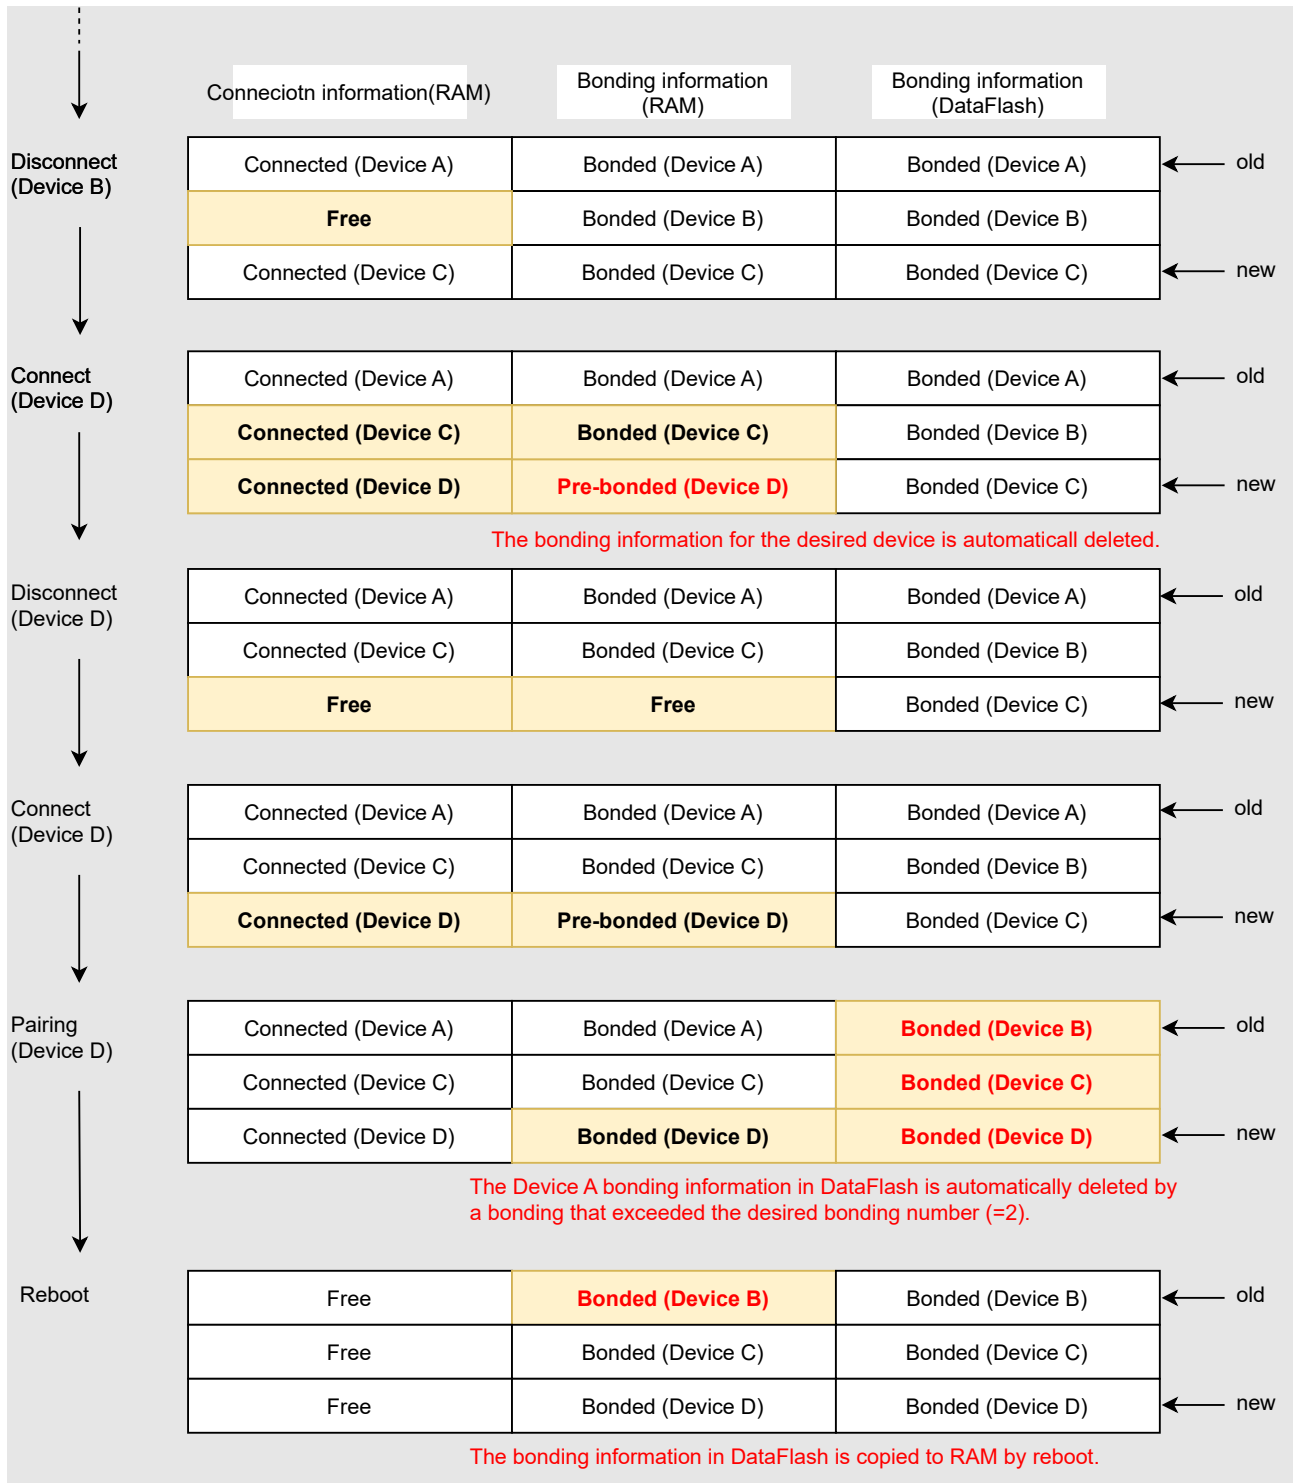 Conneciotn information(RAM)
Bonding information
(RAM)
Bonding information
(DataFlash)
Disconnect
(Device B)
Connected (Device A)
Bonded (Device A)
Bonded (Device A)
old
Free
Bonded (Device B)
Bonded (Device B)
Connected (Device C)
Bonded (Device C)
Bonded (Device C)
new
Connect
(Device D)
Connected (Device A)
Bonded (Device A)
Bonded (Device A)
old
Connected (Device C)
Bonded (Device C)
Bonded (Device B)
Connected (Device D)
Pre-bonded (Device D)
Bonded (Device C)
new
The bonding information for the desired device is automaticall deleted.
Disconnect
(Device D)
Connected (Device A)
Bonded (Device A)
Bonded (Device A)
old
Connected (Device C)
Bonded (Device C)
Bonded (Device B)
Free
Free
Bonded (Device C)
new
Connect
(Device D)
Connected (Device A)
Bonded (Device A)
Bonded (Device A)
old
Connected (Device C)
Bonded (Device C)
Bonded (Device B)
Connected (Device D)
Pre-bonded (Device D)
Bonded (Device C)
new
Pairing
(Device D)
Connected (Device A)
Bonded (Device A)
Bonded (Device B)
old
Connected (Device C)
Bonded (Device C)
Bonded (Device C)
Connected (Device D)
Bonded (Device D)
Bonded (Device D)
new
The Device A bonding information in DataFlash is automatically deleted by
a bonding that exceeded the desired bonding number (=2).
Reboot
Free
Bonded (Device B)
Bonded (Device B)
old
Free
Bonded (Device C)
Bonded (Device C)
Free
Bonded (Device D)
Bonded (Device D)
new
The bonding information in DataFlash is copied to RAM by reboot.